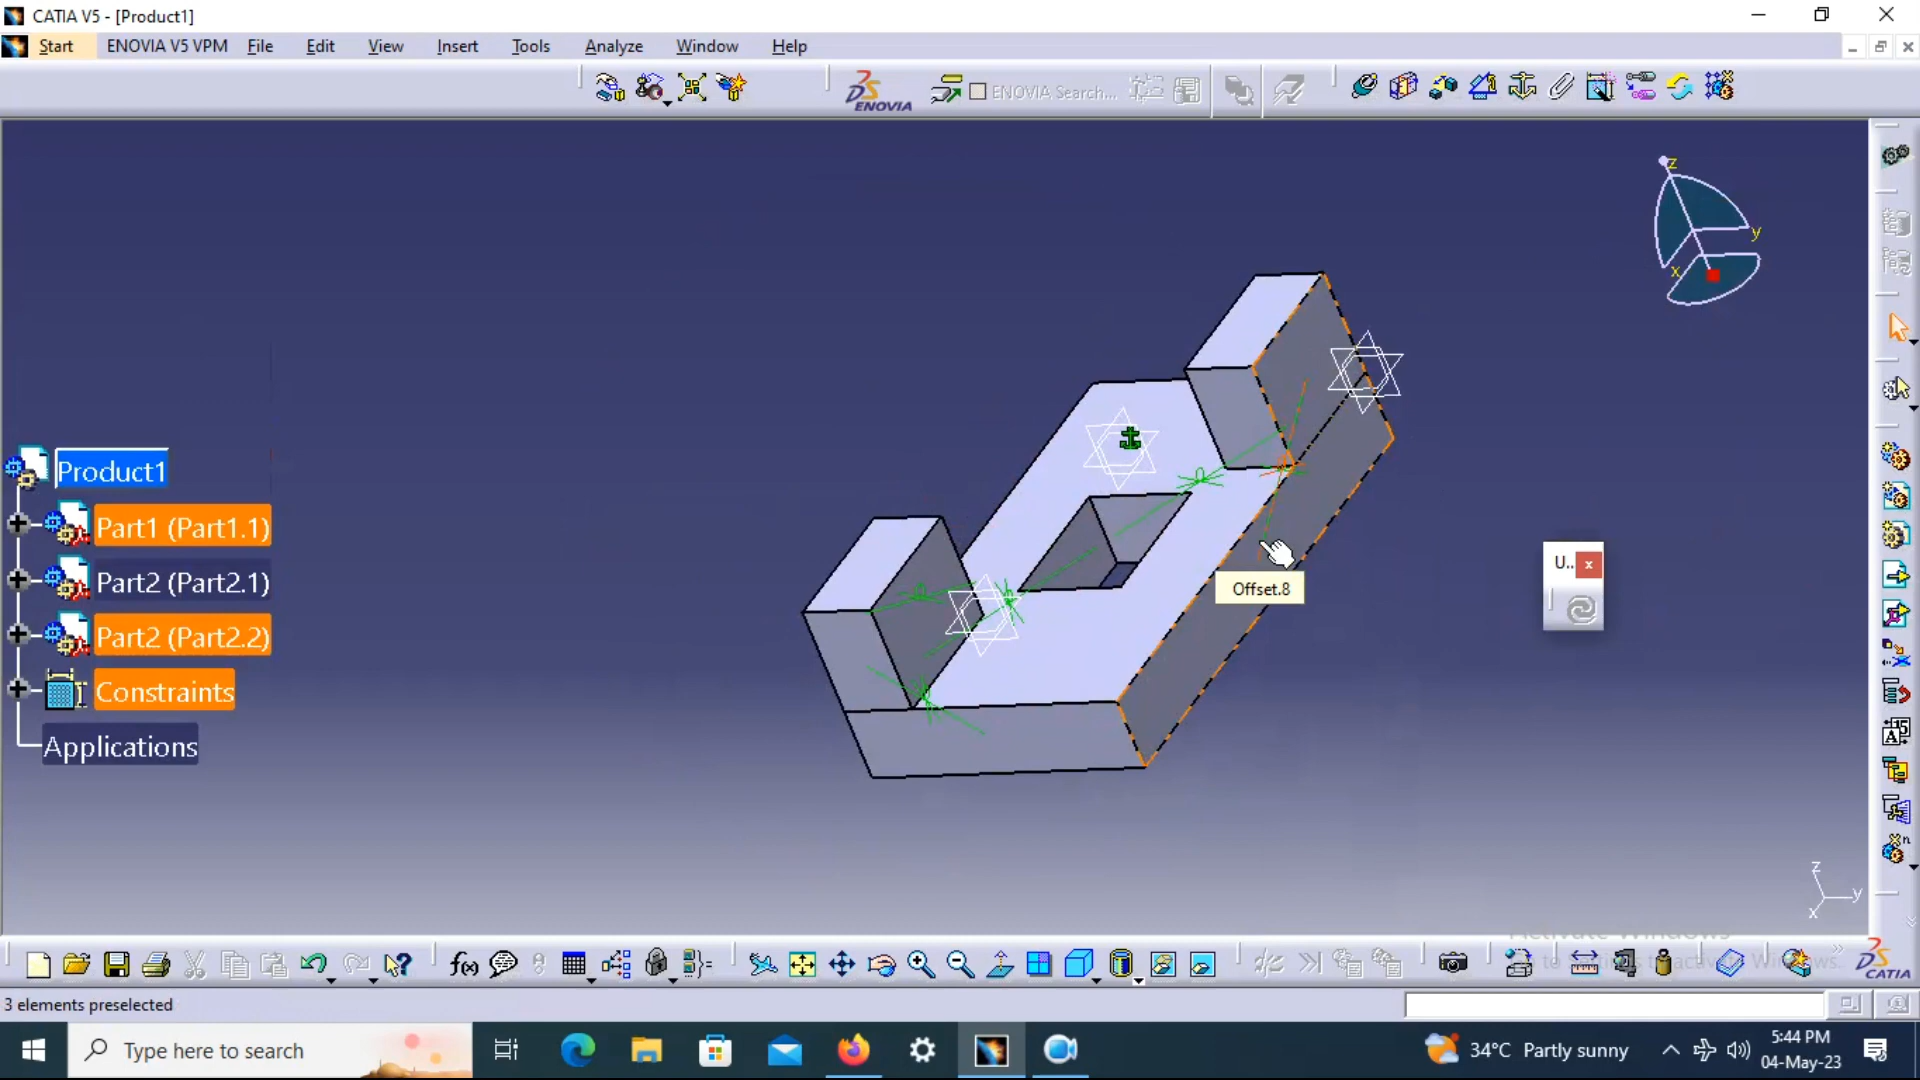 CATIA V5 - [Product1]
Start ENOVIA V5 VPM File Edit View Insert Tools Analyze Window Help
ENOVIA
ENOVIA Search...
z
y
x
Product1
Part1 (Part1.1)
Part2 (Part2.1)
Part2 (Part2.2)
Constraints
Applications
Offset.8
U..
z
y
x
f(x)
CATIA
3 elements preselected
Type here to search
34°C Partly sunny
5:44 PM
04-May-23